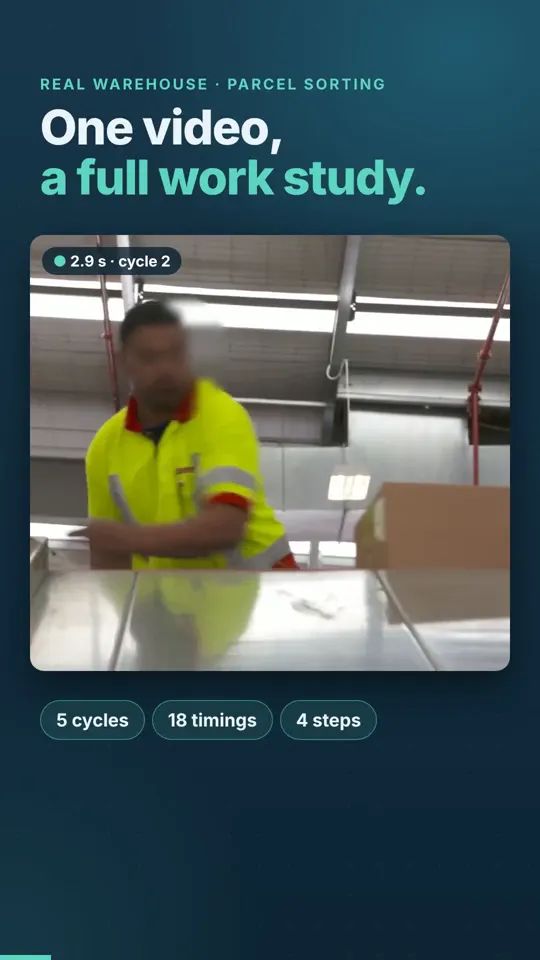 REAL WAREHOUSE · PARCEL SORTING
One video,
a full work study.
2.9 s · cycle 2
5 cycles
18 timings
4 steps